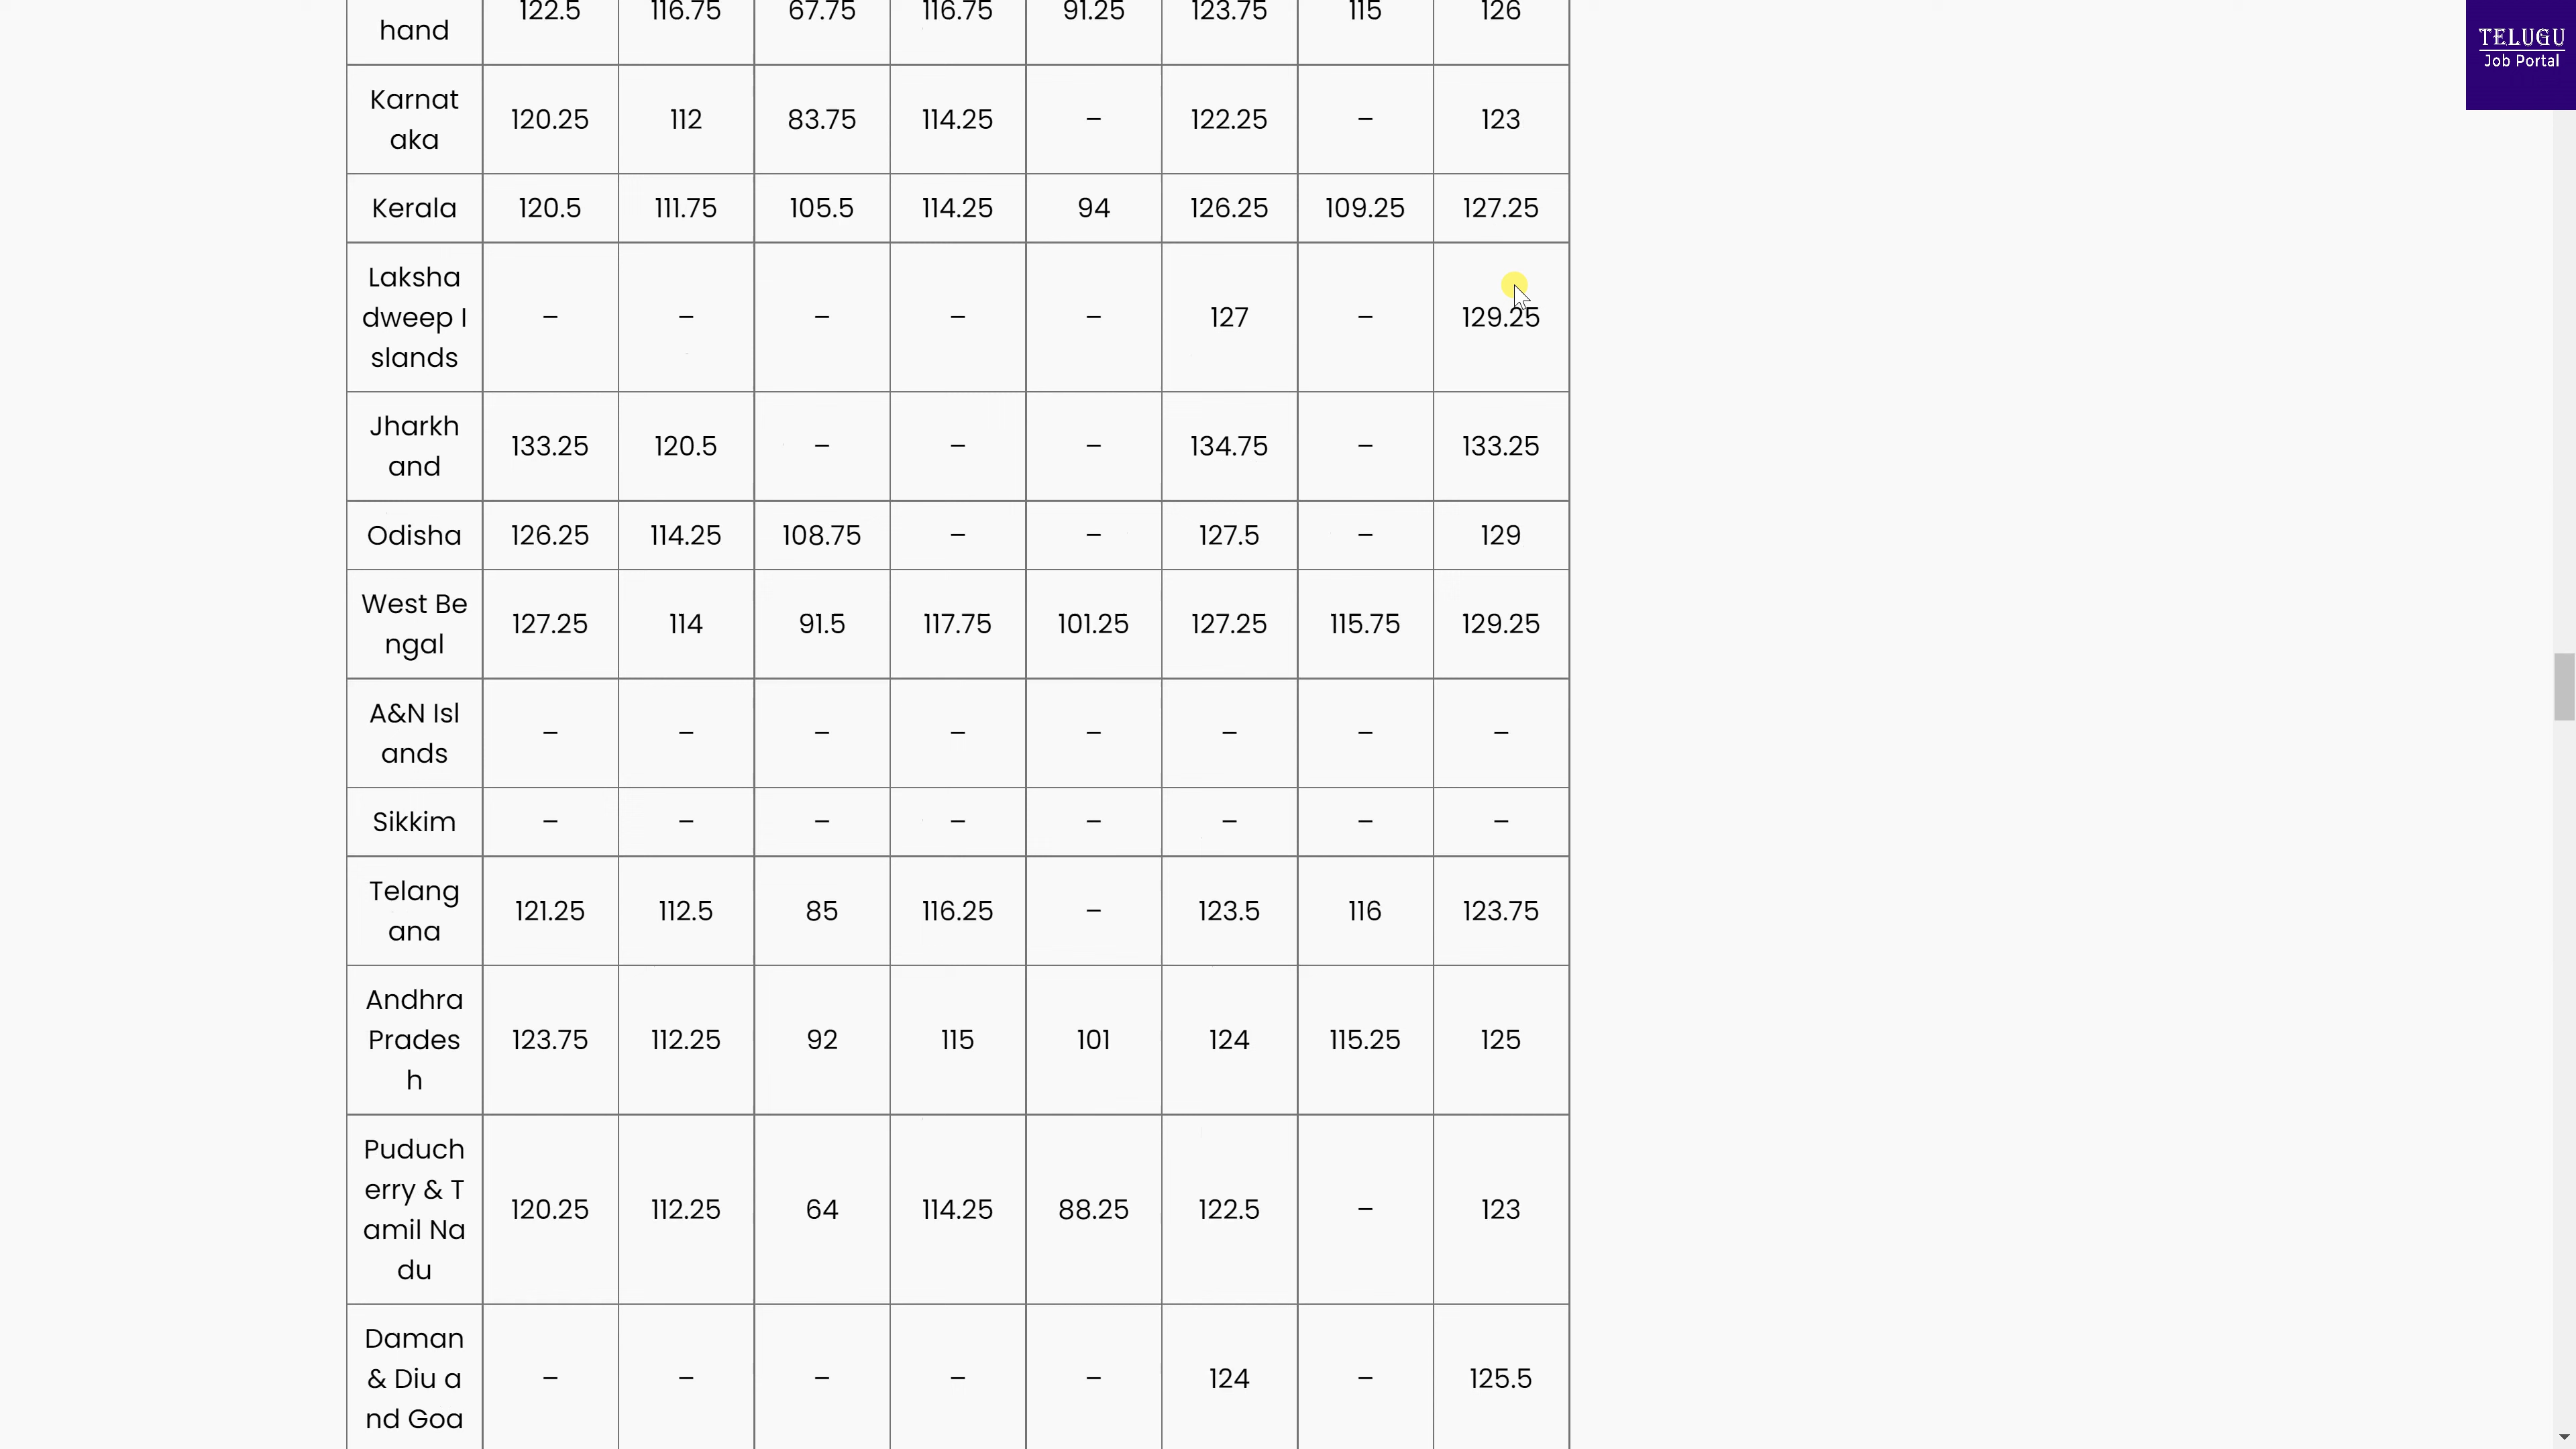 hand 122.5 116.75 67.75 116.75 91.25 123.75 115 126
Karnat
aka 120.25 112 83.75 114.25 – 122.25 – 123
Kerala 120.5 111.75 105.5 114.25 94 126.25 109.25 127.25
Laksha
dweep I – – – – – 127 – 129.25
slands
Jharkh
and 133.25 120.5 – – – 134.75 – 133.25
Odisha 126.25 114.25 108.75 – – 127.5 – 129
West Be
ngal 127.25 114 91.5 117.75 101.25 127.25 115.75 129.25
A&N Isl
ands – – – – – – – –
Sikkim – – – – – – – –
Telang
ana 121.25 112.5 85 116.25 – 123.5 116 123.75
Andhra
Prades 123.75 112.25 92 115 101 124 115.25 125
h
Puduch
erry & T
amil Na 120.25 112.25 64 114.25 88.25 122.5 – 123
du
Daman
& Diu a – – – – – 124 – 125.5
nd Goa
TELUGU
Job Portal